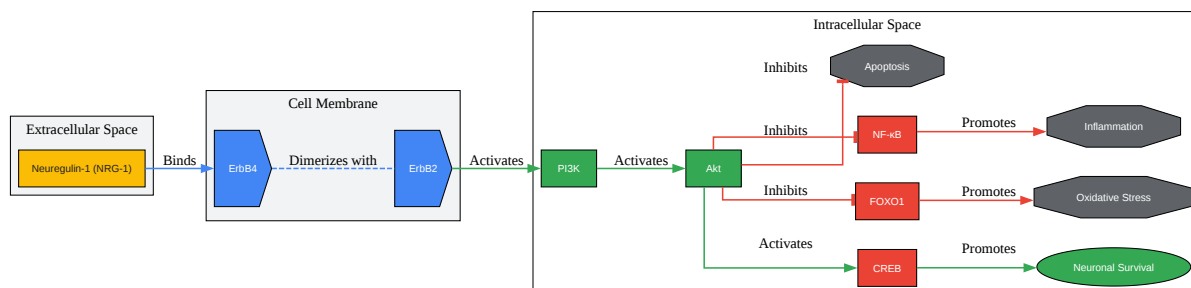 Intracellular Space
Inhibits
Apoptosis
Cell Membrane
Extracellular Space
Inhibits
NF-κB
Promotes
Inflammation
Neuregulin-1 (NRG-1)
Binds
ErbB4
Dimerizes with
ErbB2
Activates
PI3K
Activates
Akt
Inhibits
FOXO1
Promotes
Oxidative Stress
Activates
CREB
Promotes
Neuronal Survival